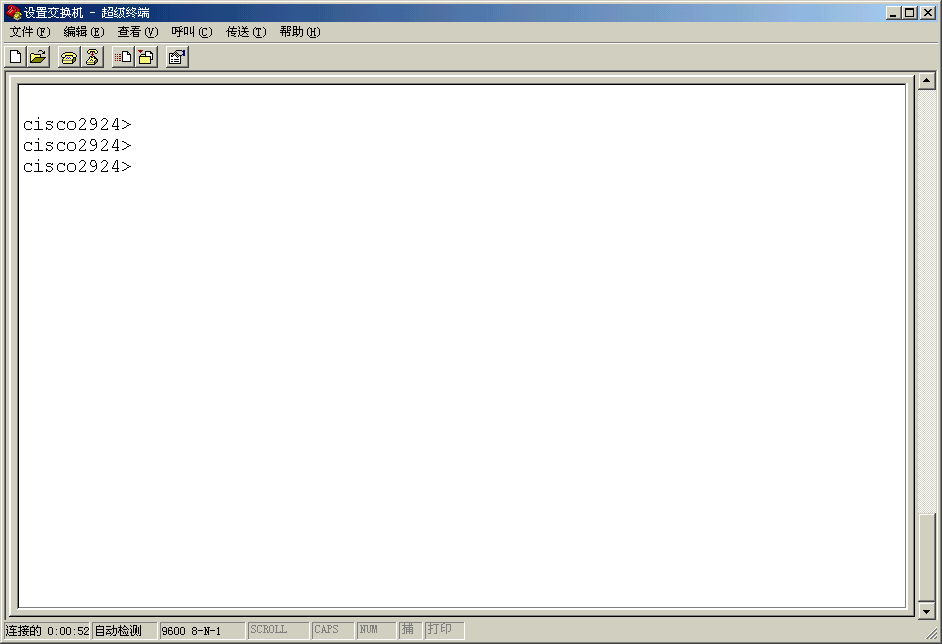 设置交换机 - 超级终端
文件(F) 编辑(E) 查看(V) 呼叫(C) 传送(T) 帮助(H)
cisco2924>
cisco2924>
cisco2924>
连接的 0:00:52 自动检测 9600 8-N-1 SCROLL CAPS NUM 捕 打印